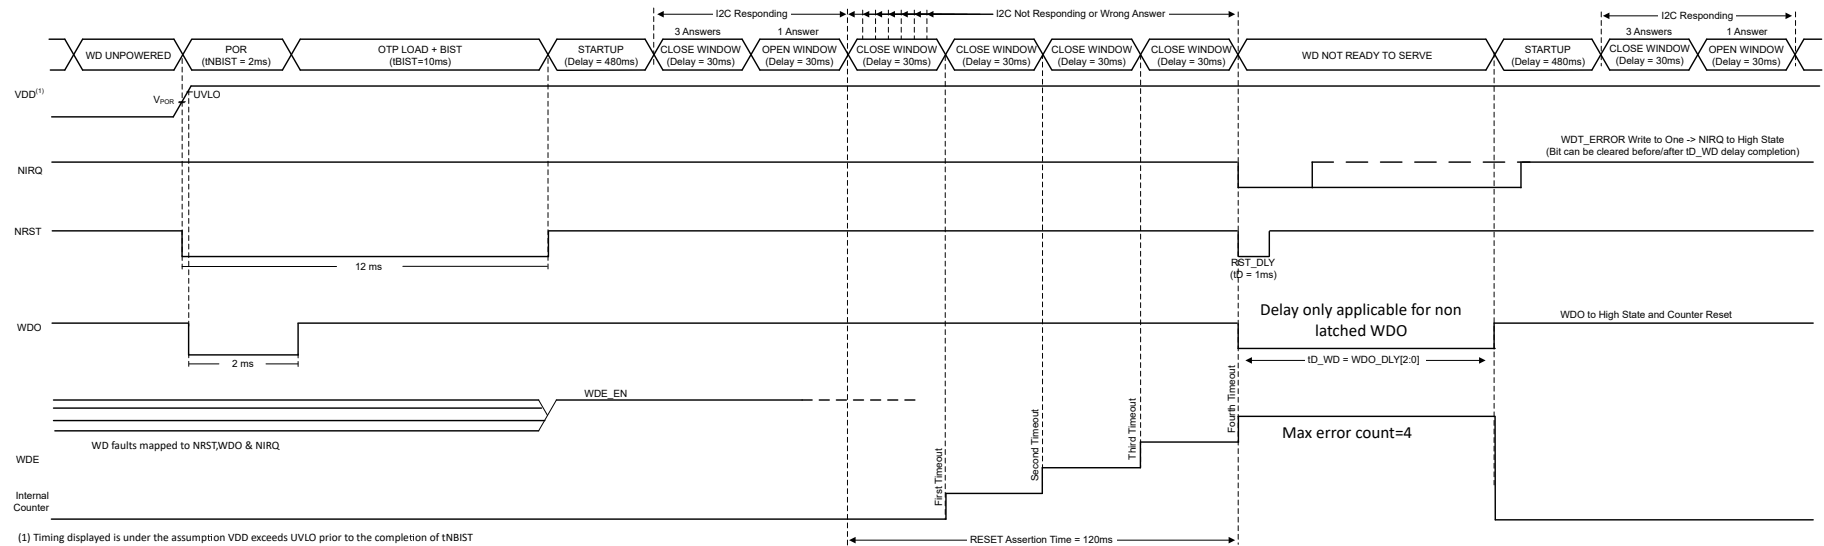 I2C Responding
I2C Not Responding or Wrong Answer
I2C Responding
3 Answers
1 Answer
3 Answers
1 Answer
WD UNPOWERED
POR
(tNBIST = 2ms)
OTP LOAD + BIST
(tBIST=10ms)
STARTUP
(Delay = 480ms)
CLOSE WINDOW
(Delay = 30ms)
OPEN WINDOW
(Delay = 30ms)
CLOSE WINDOW
(Delay = 30ms)
CLOSE WINDOW
(Delay = 30ms)
CLOSE WINDOW
(Delay = 30ms)
CLOSE WINDOW
(Delay = 30ms)
WD NOT READY TO SERVE
STARTUP
(Delay = 480ms)
CLOSE WINDOW
(Delay = 30ms)
OPEN WINDOW
(Delay = 30ms)
VDD(1)
VPOR
UVLO
NIRQ
WDT_ERROR Write to One -> NIRQ to High State
(Bit can be cleared before/after tD_WD delay completion)
NRST
12 ms
RST_DLY
(tD = 1ms)
WDO
2 ms
Delay only applicable for non
latched WDO
tD_WD = WDO_DLY[2:0]
WDO to High State and Counter Reset
WDE_EN
WD faults mapped to NRST,WDO & NIRQ
WDE
Internal
Counter
First Timeout
Second Timeout
Third Timeout
Fourth Timeout
Max error count=4
RESET Assertion Time = 120ms
(1) Timing displayed is under the assumption VDD exceeds UVLO prior to the completion of tNBIST